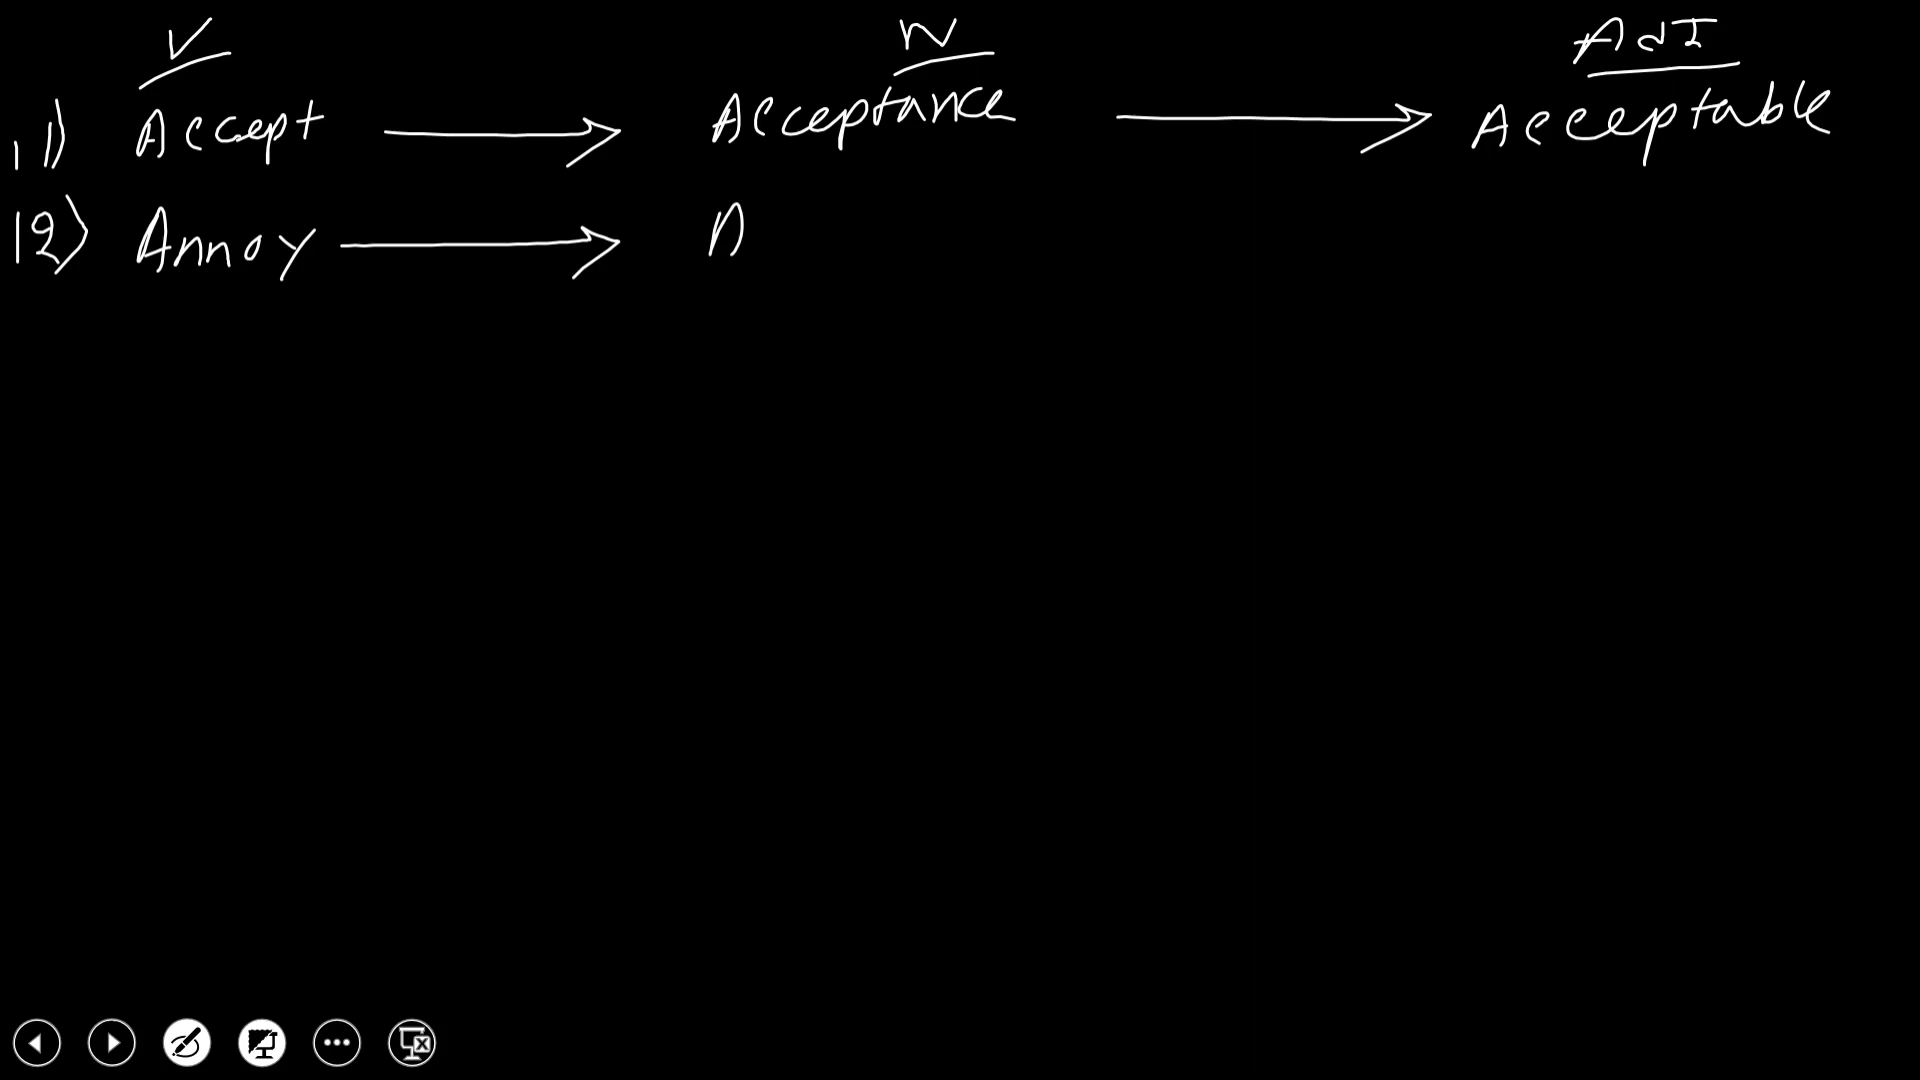 V N AdJ
11) Accept → Acceptance → Acceptable
12) Annoy → A